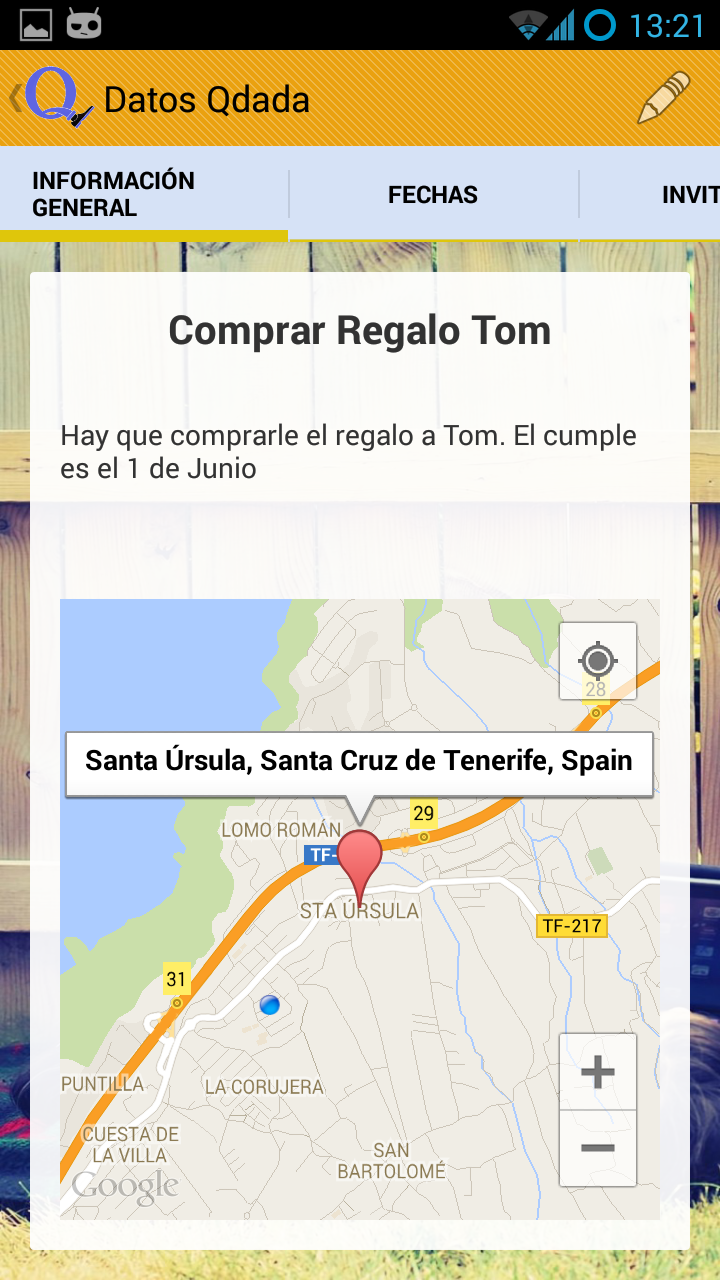 13:21
Datos Qdada
INFORMACIÓN
GENERAL
FECHAS
INVIT
Comprar Regalo Tom
Hay que comprarle el regalo a Tom. El cumple
es el 1 de Junio
28
Santa Úrsula, Santa Cruz de Tenerife, Spain
29
LOMO ROMÁN
TF-
STA ÚRSULA
TF-217
31
PUNTILLA
LA CORUJERA
CUESTA DE
LA VILLA
SAN
BARTOLOMÉ
Google